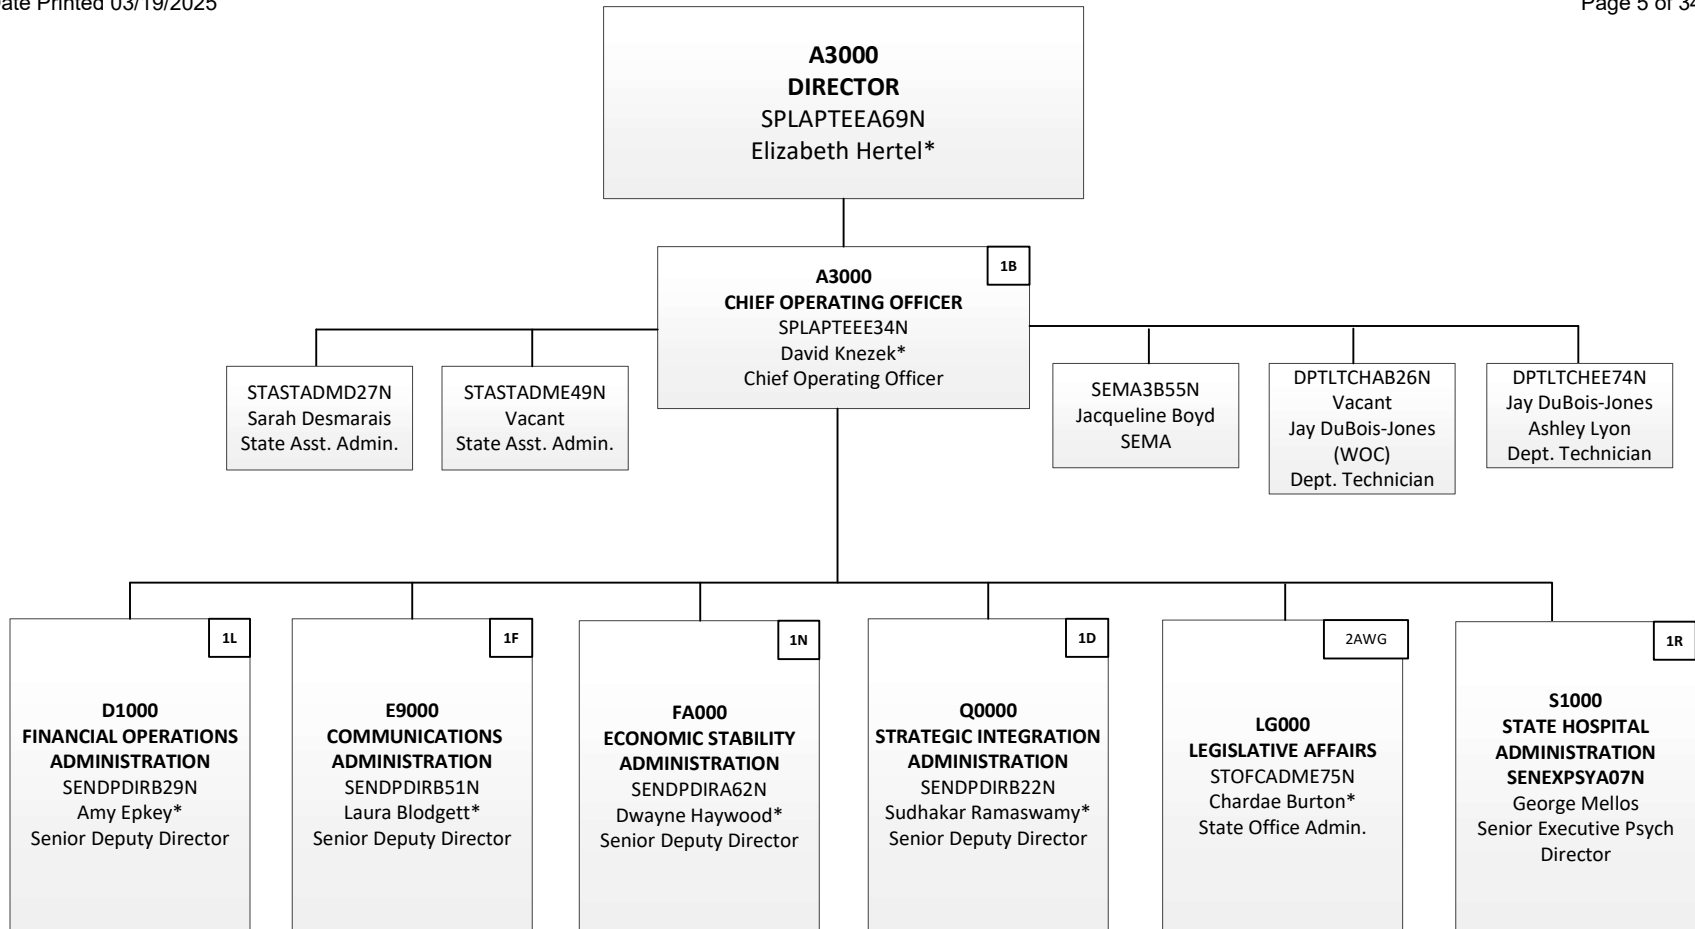 ate Printed 03/19/2025
Page 5 of 34
A3000
DIRECTOR
SPLAPTEEA69N
Elizabeth Hertel*
1B
A3000
CHIEF OPERATING OFFICER
SPLAPTEEE34N
David Knezek*
Chief Operating Officer
STASTADMD27N
Sarah Desmarais
State Asst. Admin.
STASTADME49N
Vacant
State Asst. Admin.
SEMA3B55N
Jacqueline Boyd
SEMA
DPTLTCHAB26N
Vacant
Jay DuBois-Jones
(WOC)
Dept. Technician
DPTLTCHEE74N
Jay DuBois-Jones
Ashley Lyon
Dept. Technician
1L
D1000
FINANCIAL OPERATIONS
ADMINISTRATION
SENDPDIRB29N
Amy Epkey*
Senior Deputy Director
1F
E9000
COMMUNICATIONS
ADMINISTRATION
SENDPDIRB51N
Laura Blodgett*
Senior Deputy Director
1N
FA000
ECONOMIC STABILITY
ADMINISTRATION
SENDPDIRA62N
Dwayne Haywood*
Senior Deputy Director
1D
Q0000
STRATEGIC INTEGRATION
ADMINISTRATION
SENDPDIRB22N
Sudhakar Ramaswamy*
Senior Deputy Director
2AWG
LG000
LEGISLATIVE AFFAIRS
STOFCADME75N
Chardae Burton*
State Office Admin.
1R
S1000
STATE HOSPITAL
ADMINISTRATION
SENEXPSYA07N
George Mellos
Senior Executive Psych
Director